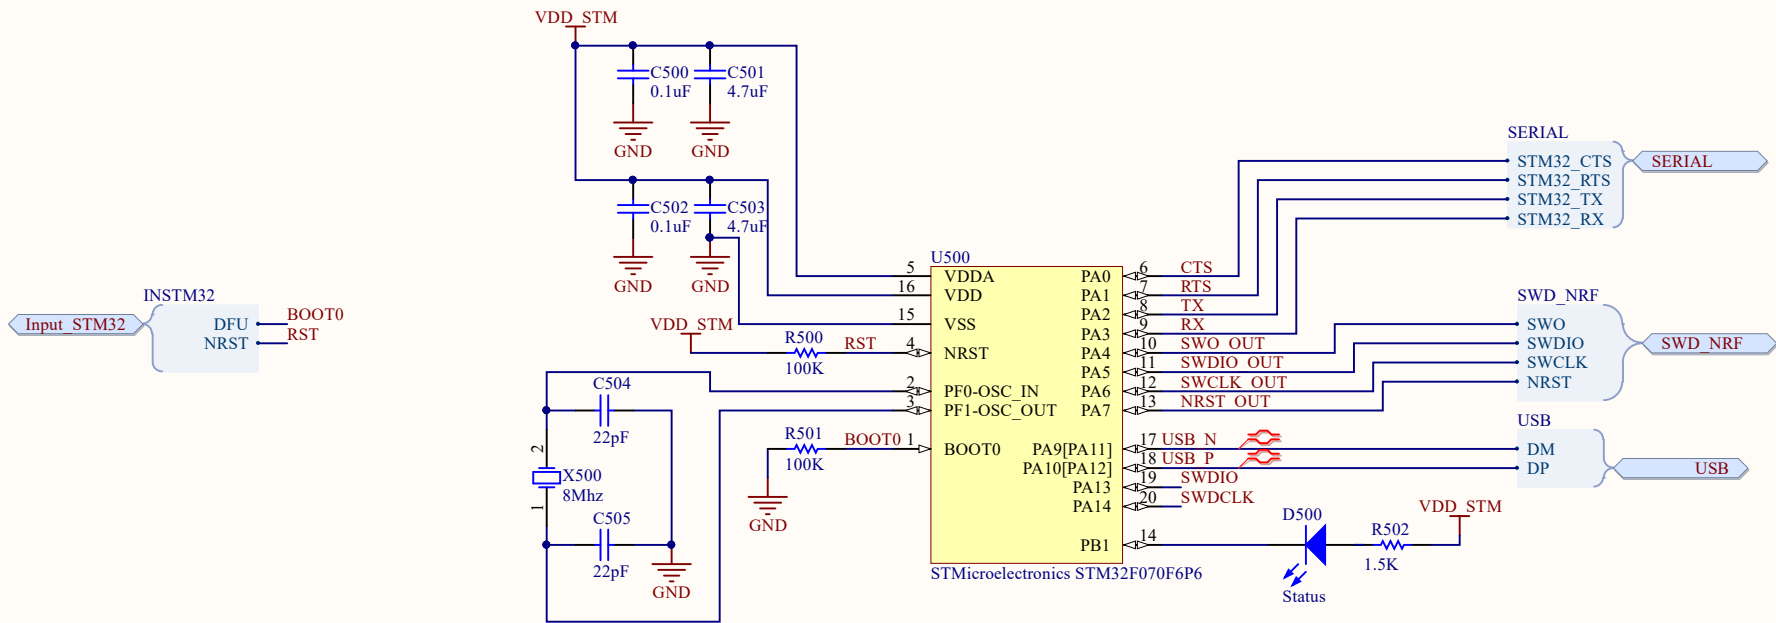 VDD_STM
C500
0.1uF
C501
4.7uF
GND
GND
C502
0.1uF
C503
4.7uF
GND
GND
INSTM32
Input_STM32
DFU
NRST
BOOT0
RST
VDD_STM
R500
100K
RST
C504
22pF
2
X500
8Mhz
1
C505
22pF
GND
R501
100K
BOOT0
GND
U500
5 VDDA
16 VDD
15 VSS
4 NRST
2 PF0-OSC_IN
3 PF1-OSC_OUT
1 BOOT0
PA0 6 CTS
PA1 7 RTS
PA2 8 TX
PA3 9 RX
PA4 10 SWO_OUT
PA5 11 SWDIO_OUT
PA6 12 SWCLK_OUT
PA7 13 NRST_OUT
PA9[PA11] 17 USB_N
PA10[PA12] 18 USB_P
PA13 19 SWDIO
PA14 20 SWDCLK
PB1 14
STMicroelectronics STM32F070F6P6
D500
Status
R502
1.5K
VDD_STM
SERIAL
STM32_CTS
STM32_RTS
STM32_TX
STM32_RX
SERIAL
SWD_NRF
SWO
SWDIO
SWCLK
NRST
SWD_NRF
USB
DM
DP
USB